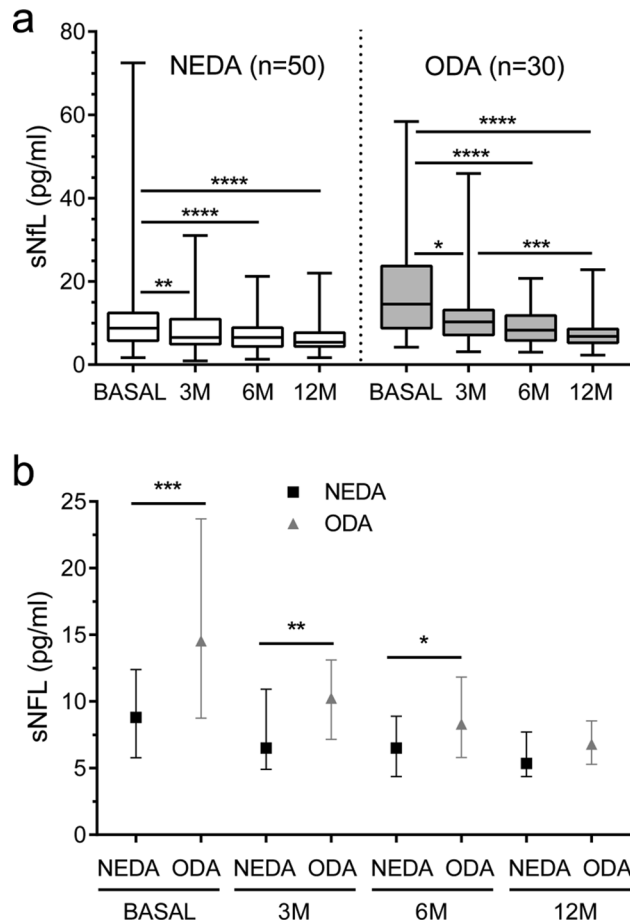 a
80
60
40
20
0
sNfL (pg/ml)
NEDA (n=50)
ODA (n=30)
****
****
**
****
****
*
***
BASAL 3M 6M 12M BASAL 3M 6M 12M
b
25
20
15
10
5
0
sNFL (pg/ml)
NEDA
ODA
***
**
*
NEDA ODA NEDA ODA NEDA ODA NEDA ODA
BASAL 3M 6M 12M